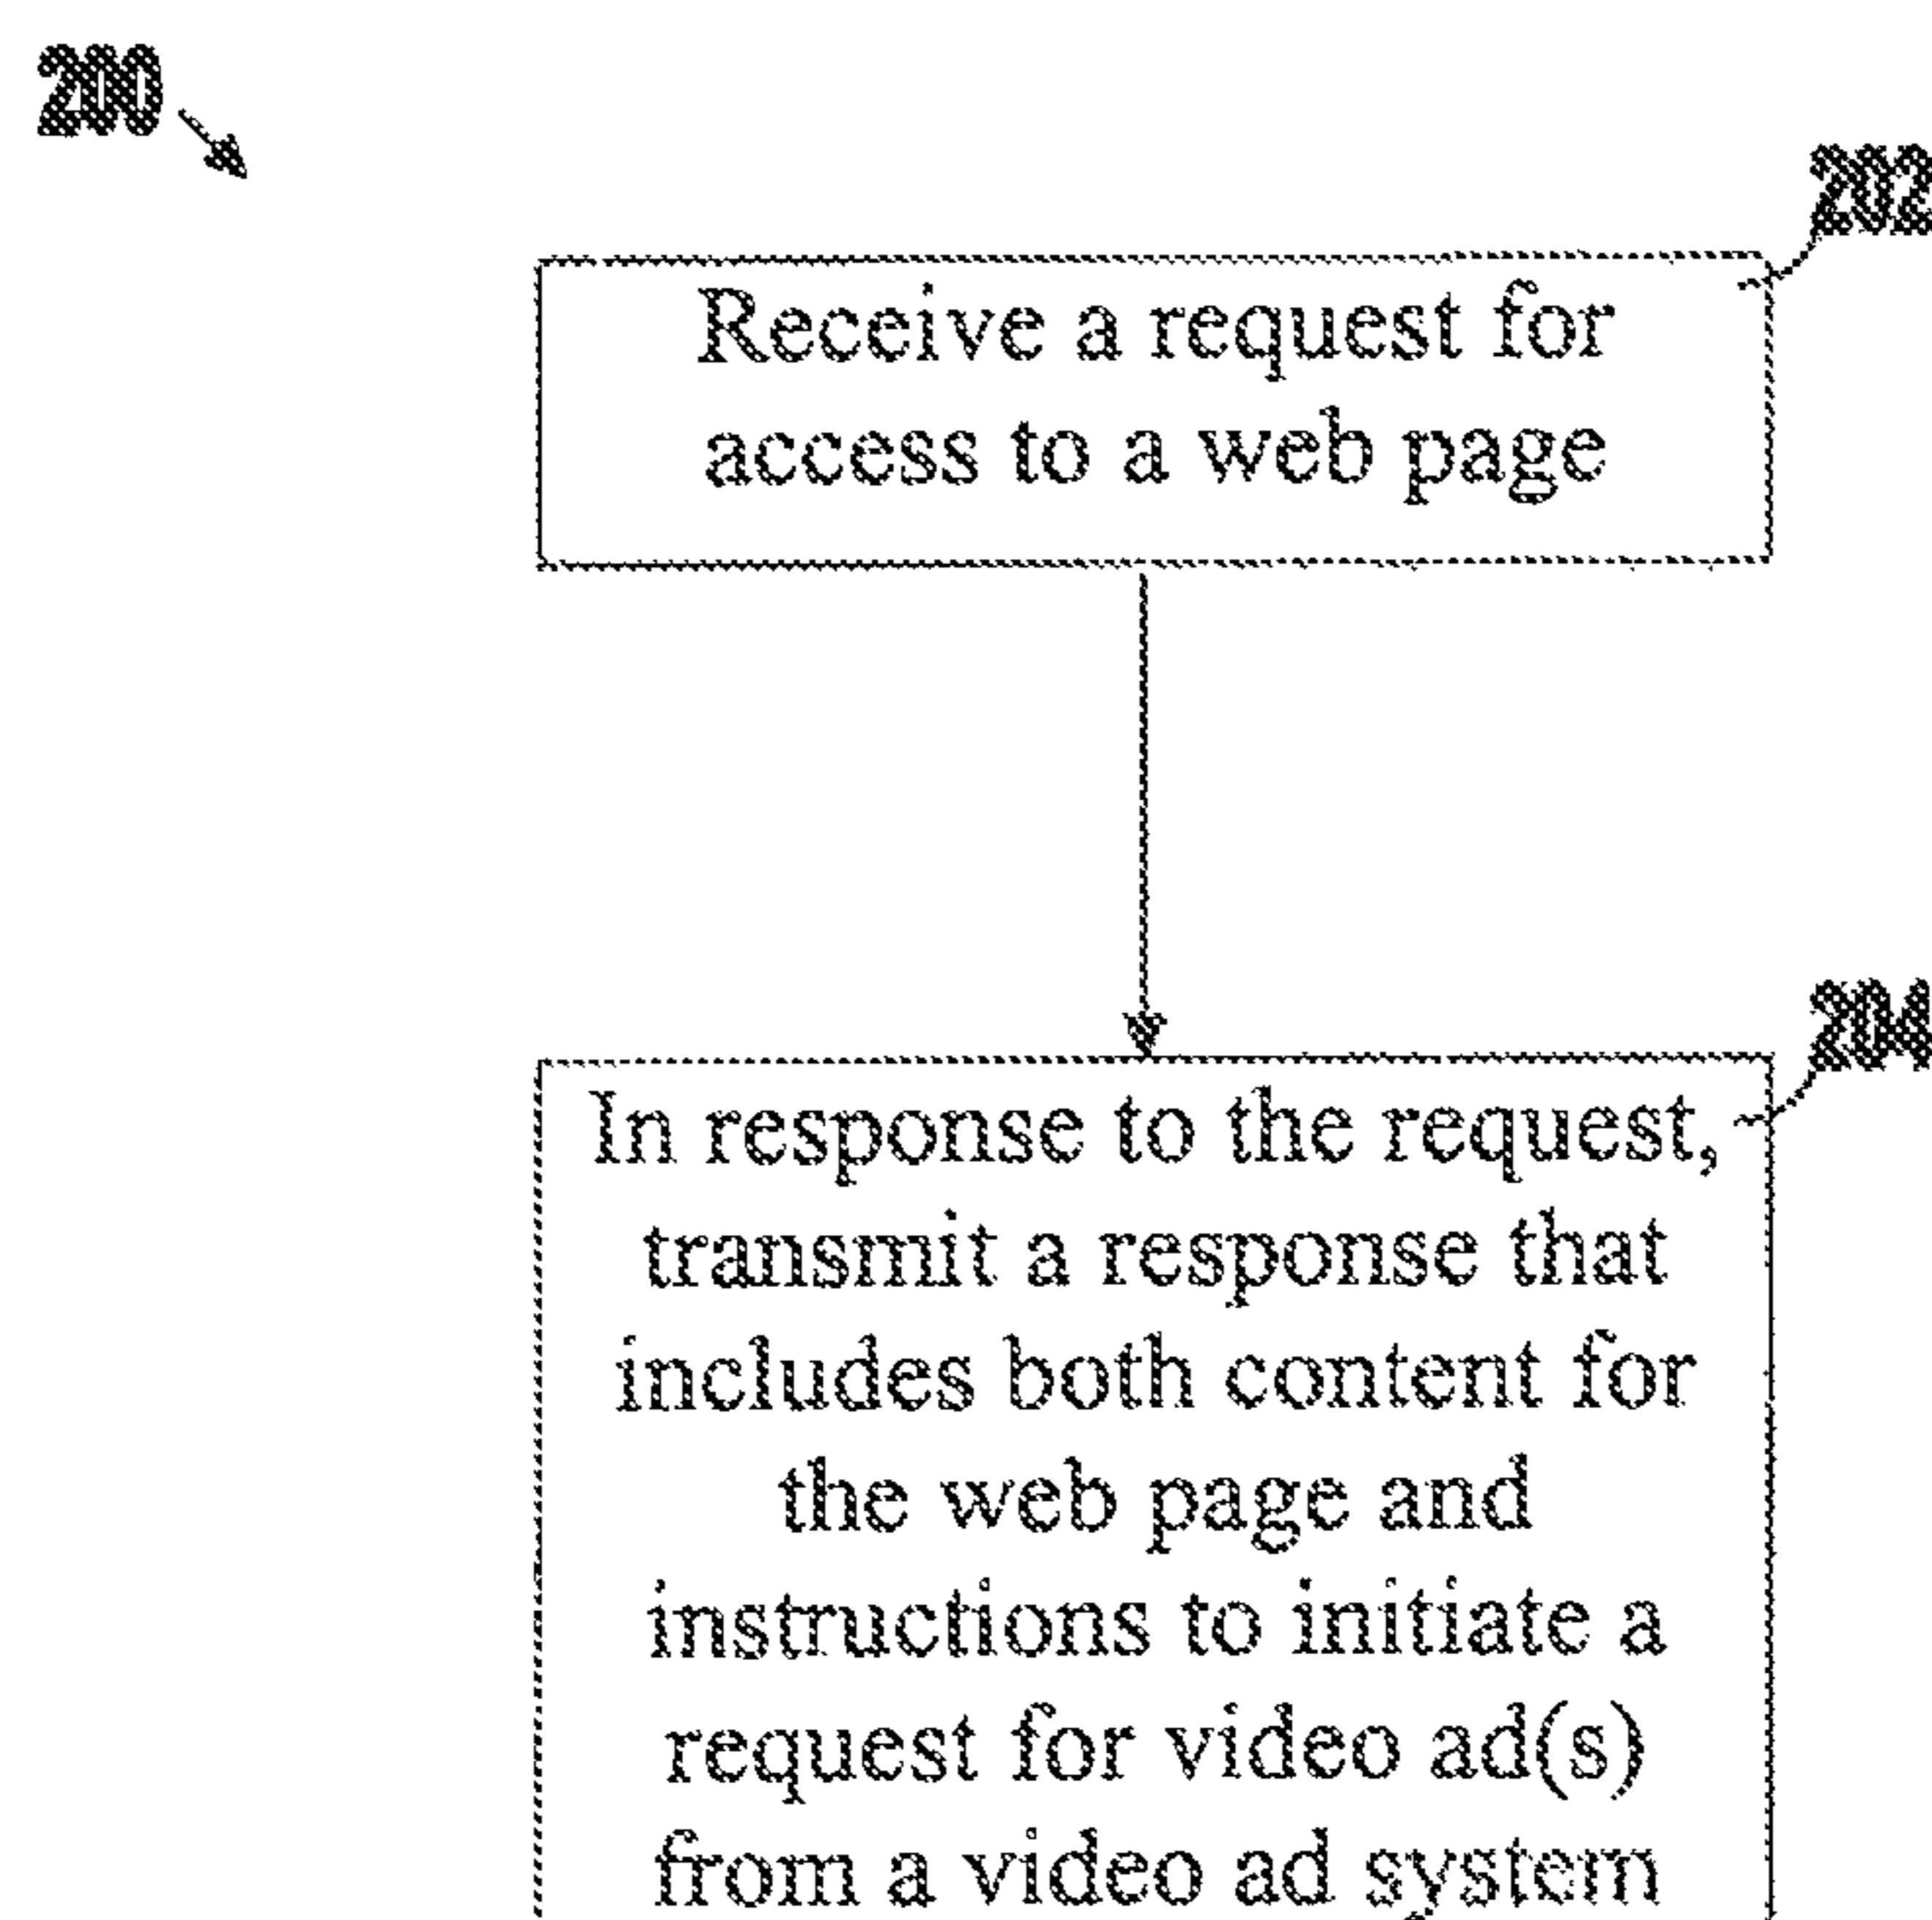 200
202
Receive a request for
access to a web page
204
In response to the request,
transmit a response that
includes both content for
the web page and
instructions to initiate a
request for video ad(s)
from a video ad system